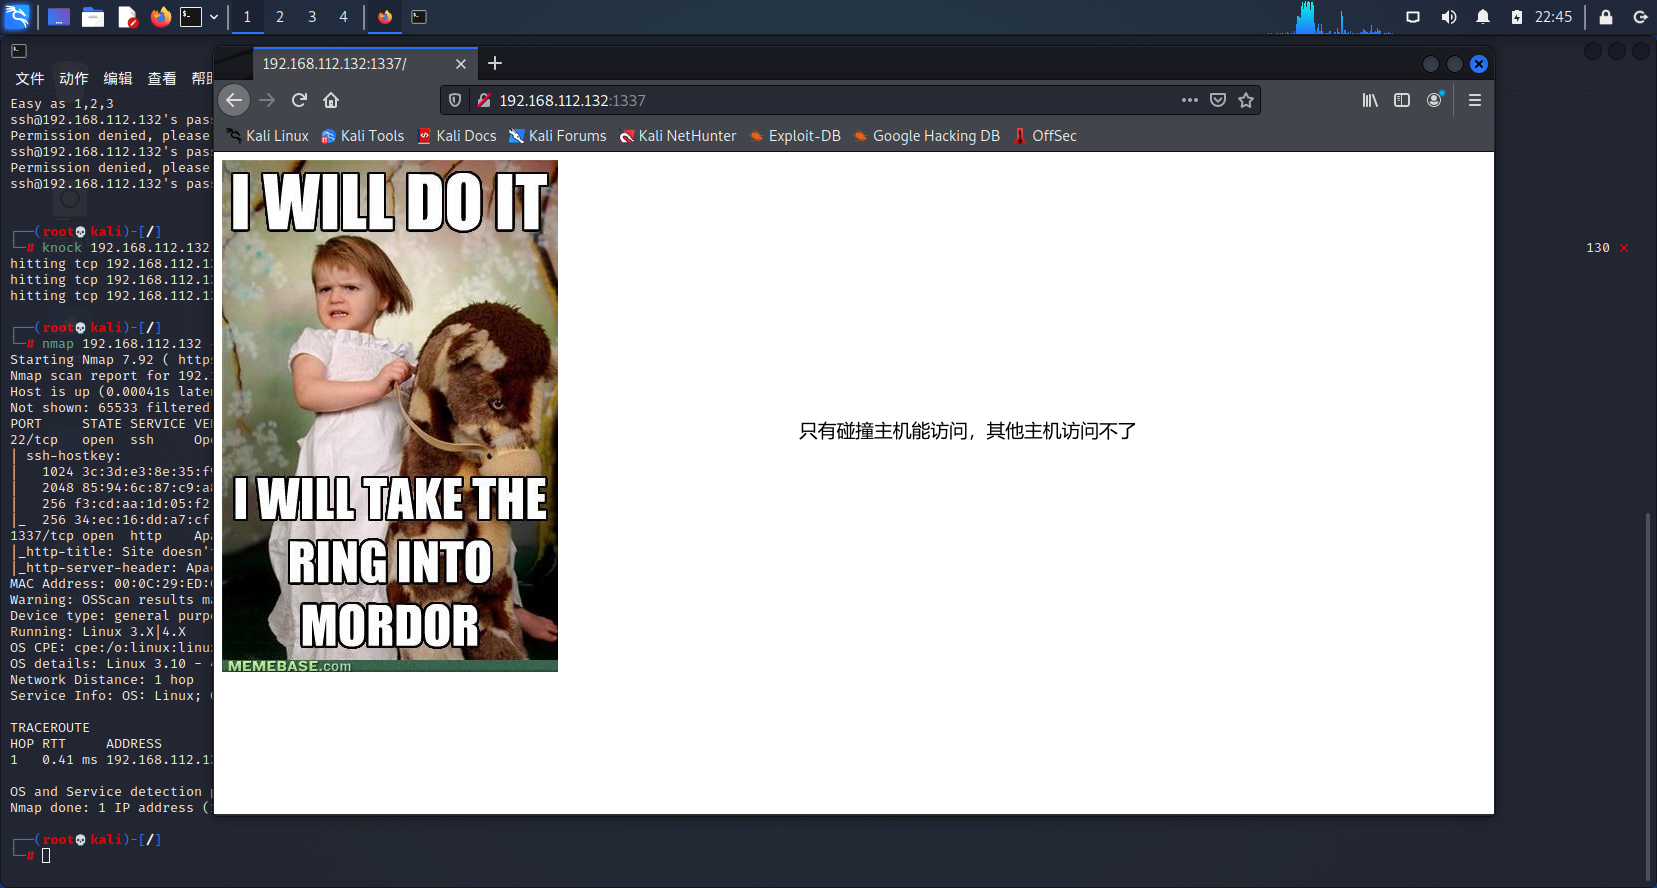 1
2
3
4
22:45
文件 动作 编辑 查看
Easy as 1,2,3
ssh@192.168.112.132's pas
Permission denied, please
ssh@192.168.112.132's pas
Permission denied, please
ssh@192.168.112.132's pas
(root kali)-[/]
# knock 192.168.112.132
130
hitting tcp 192.168.112.1
hitting tcp 192.168.112.1
hitting tcp 192.168.112.1
(root kali)-[/]
# nmap 192.168.112.132
Starting Nmap 7.92 ( http
Nmap scan report for 192.
Host is up (0.00041s late
Not shown: 65533 filtered
PORT STATE SERVICE VE
22/tcp open ssh Op
| ssh-hostkey:
| 1024 3c:3d:e3:8e:35:f
| 2048 85:94:6c:87:c9:a
| 256 f3:cd:aa:1d:05:f2
|_ 256 34:ec:16:dd:a7:cf
1337/tcp open http Ap
|_http-title: Site doesn'
|_http-server-header: Apa
MAC Address: 00:0C:29:ED:
Warning: OSScan results m
Device type: general purp
Running: Linux 3.X|4.X
OS CPE: cpe:/o:linux:linu
OS details: Linux 3.10 -
Network Distance: 1 hop
Service Info: OS: Linux;
TRACEROUTE
HOP RTT ADDRESS
1 0.41 ms 192.168.112.1
OS and Service detection
Nmap done: 1 IP address (
(root kali)-[/]
#
192.168.112.132:1337/
192.168.112.132:1337
Kali Linux
Kali Tools
Kali Docs
Kali Forums
Kali NetHunter
Exploit-DB
Google Hacking DB
OffSec
I WILL DO IT
I WILL TAKE THE
RING INTO
MORDOR
MEMEBASE.com
只有碰撞主机能访问，其他主机访问不了